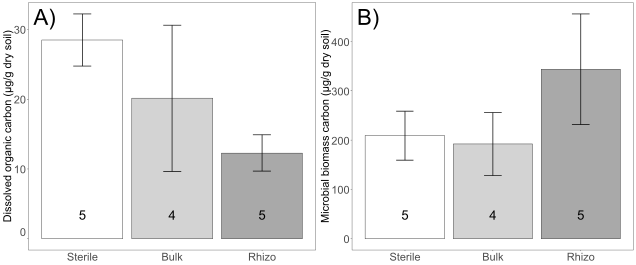 A)
Dissolved organic carbon (µg/g dry soil)
30
20
10
0
5
4
5
Sterile Bulk Rhizo
B)
Microbial biomass carbon (µg/g dry soil)
400
300
200
100
0
5
4
5
Sterile Bulk Rhizo